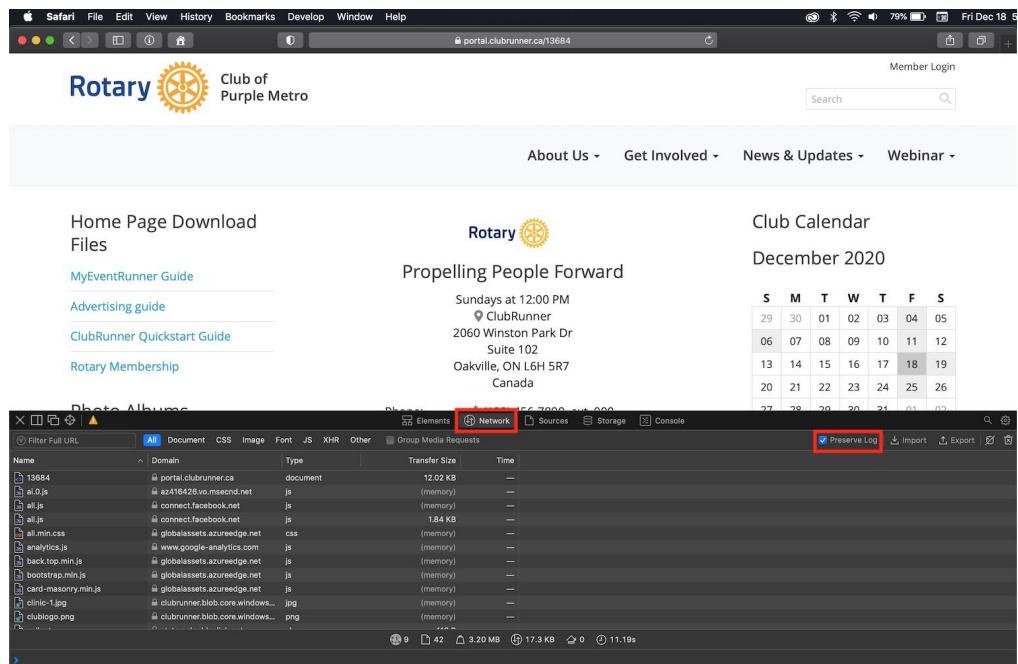 Safari File Edit View History Bookmarks Develop Window Help 79% Fri Dec 18 5
portal.clubrunner.ca/13684
Member Login
Rotary
Club of
Purple Metro
Search
About Us Get Involved News & Updates Webinar
Home Page Download
Files
MyEventRunner Guide
Advertising guide
ClubRunner Quickstart Guide
Rotary Membership
Photo Albums
Rotary
Propelling People Forward
Sundays at 12:00 PM
ClubRunner
2060 Winston Park Dr
Suite 102
Oakville, ON L6H 5R7
Canada
Club Calendar
December 2020
S M T W T F S
29 30 01 02 03 04 05
06 07 08 09 10 11 12
13 14 15 16 17 18 19
20 21 22 23 24 25 26
27 28 29 30 31 01 02
Elements Network Sources Storage Console
Filter Full URL All Document CSS Image Font JS XHR Other Group Media Requests Preserve Log Import Export
Name Domain Type Transfer Size Time
13684 portal.clubrunner.ca document 12.02 KB —
ai.0.js az416426.vo.msecnd.net js (memory) —
all.js connect.facebook.net js (memory) —
all.js connect.facebook.net js 1.84 KB —
all.min.css globalassets.azureedge.net css (memory) —
analytics.js www.google-analytics.com js (memory) —
back.top.min.js globalassets.azureedge.net js (memory) —
bootstrap.min.js globalassets.azureedge.net js (memory) —
card-masonry.min.js globalassets.azureedge.net js (memory) —
clinic-1.jpg clubrunner.blob.core.windows... jpg (memory) —
clublogo.png clubrunner.blob.core.windows... png (memory) —
9 42 3.20 MB 17.3 KB 0 11.19s